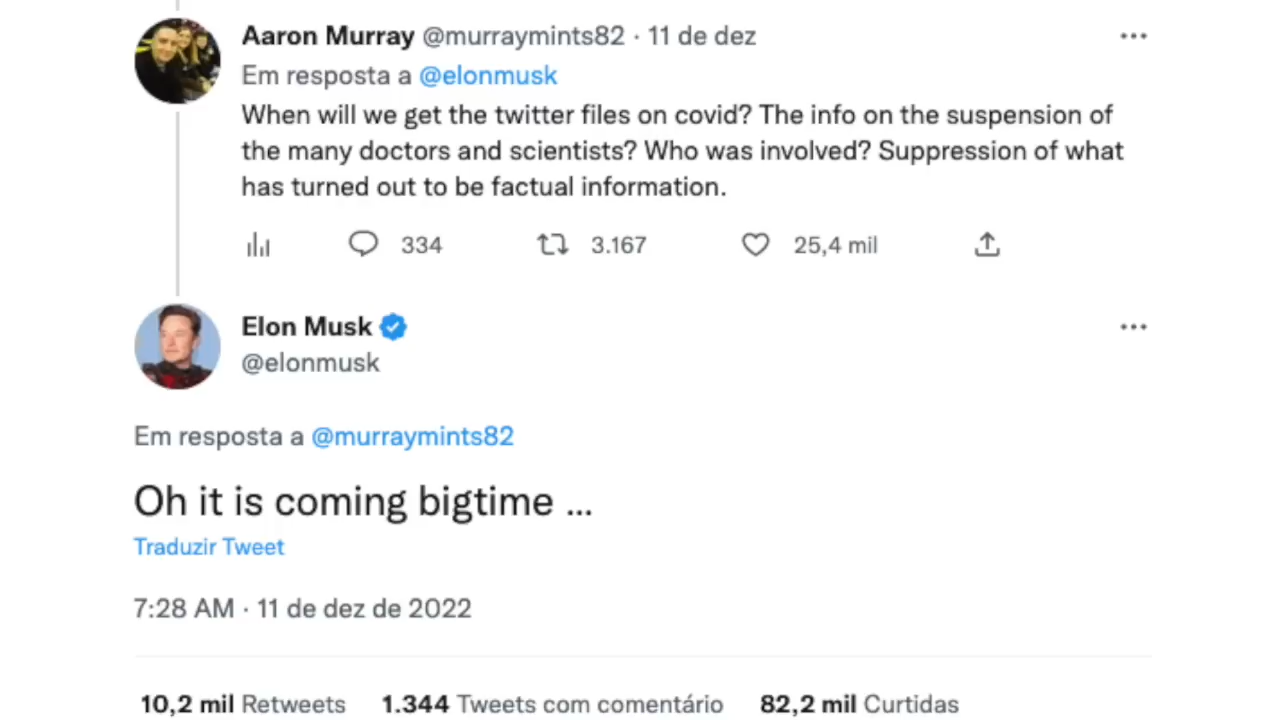 Aaron Murray @murraymints82 · 11 de dez
Em resposta a @elonmusk
When will we get the twitter files on covid? The info on the suspension of
the many doctors and scientists? Who was involved? Suppression of what
has turned out to be factual information.
334 3.167 25,4 mil
Elon Musk
@elonmusk
Em resposta a @murraymints82
Oh it is coming bigtime ...
Traduzir Tweet
7:28 AM · 11 de dez de 2022
10,2 mil Retweets 1.344 Tweets com comentário 82,2 mil Curtidas